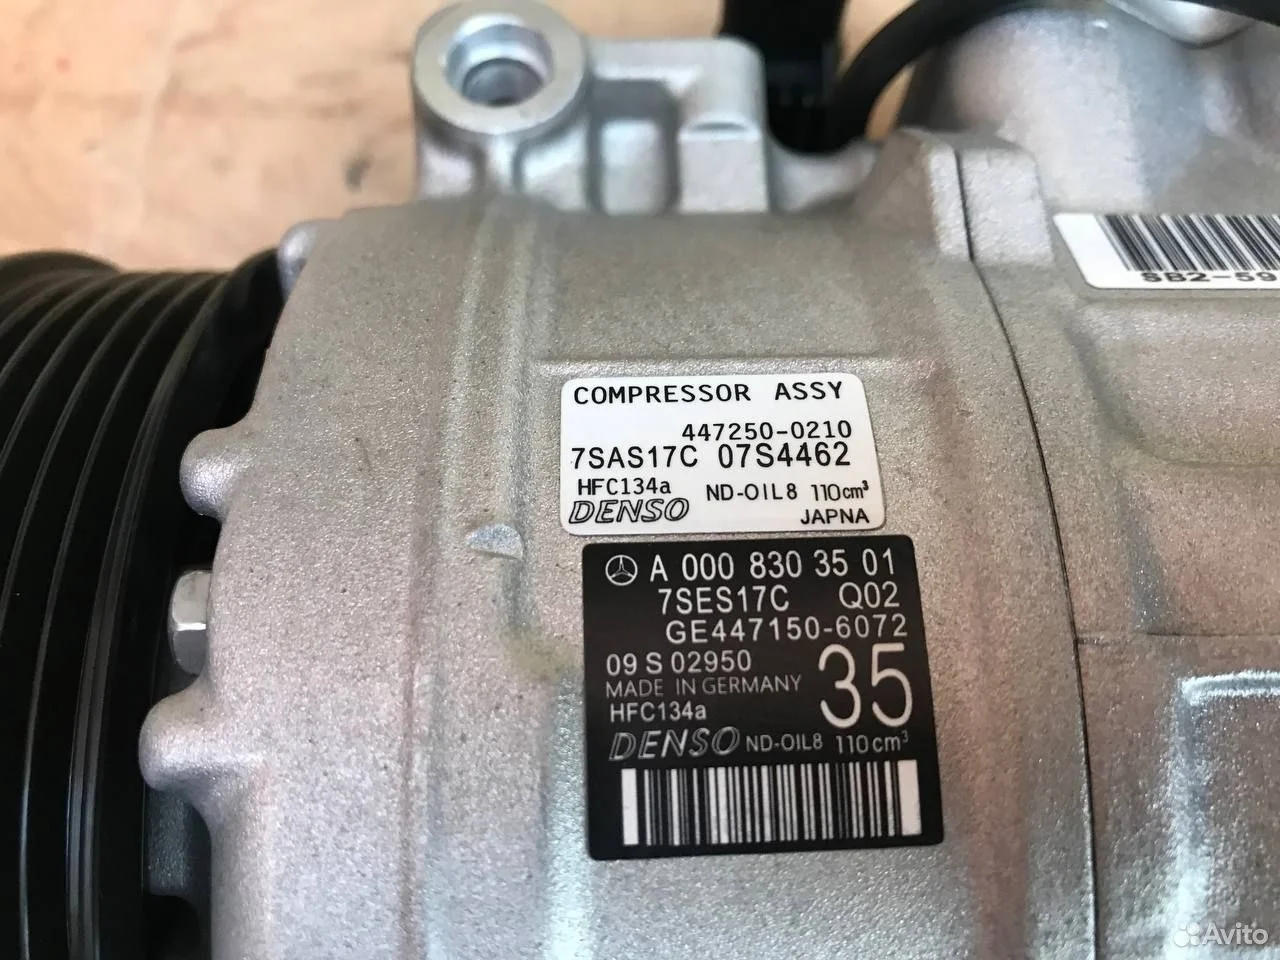 SB2-59
COMPRESSOR ASSY
447250-0210
7SAS17C 07S4462
HFC134a ND-OIL8 110cm³
DENSO JAPNA
A 000 830 35 01
7SES17C Q02
GE447150-6072
09 S 02950 35
MADE IN GERMANY
HFC134a
DENSO ND-OIL8 110cm³
Avito